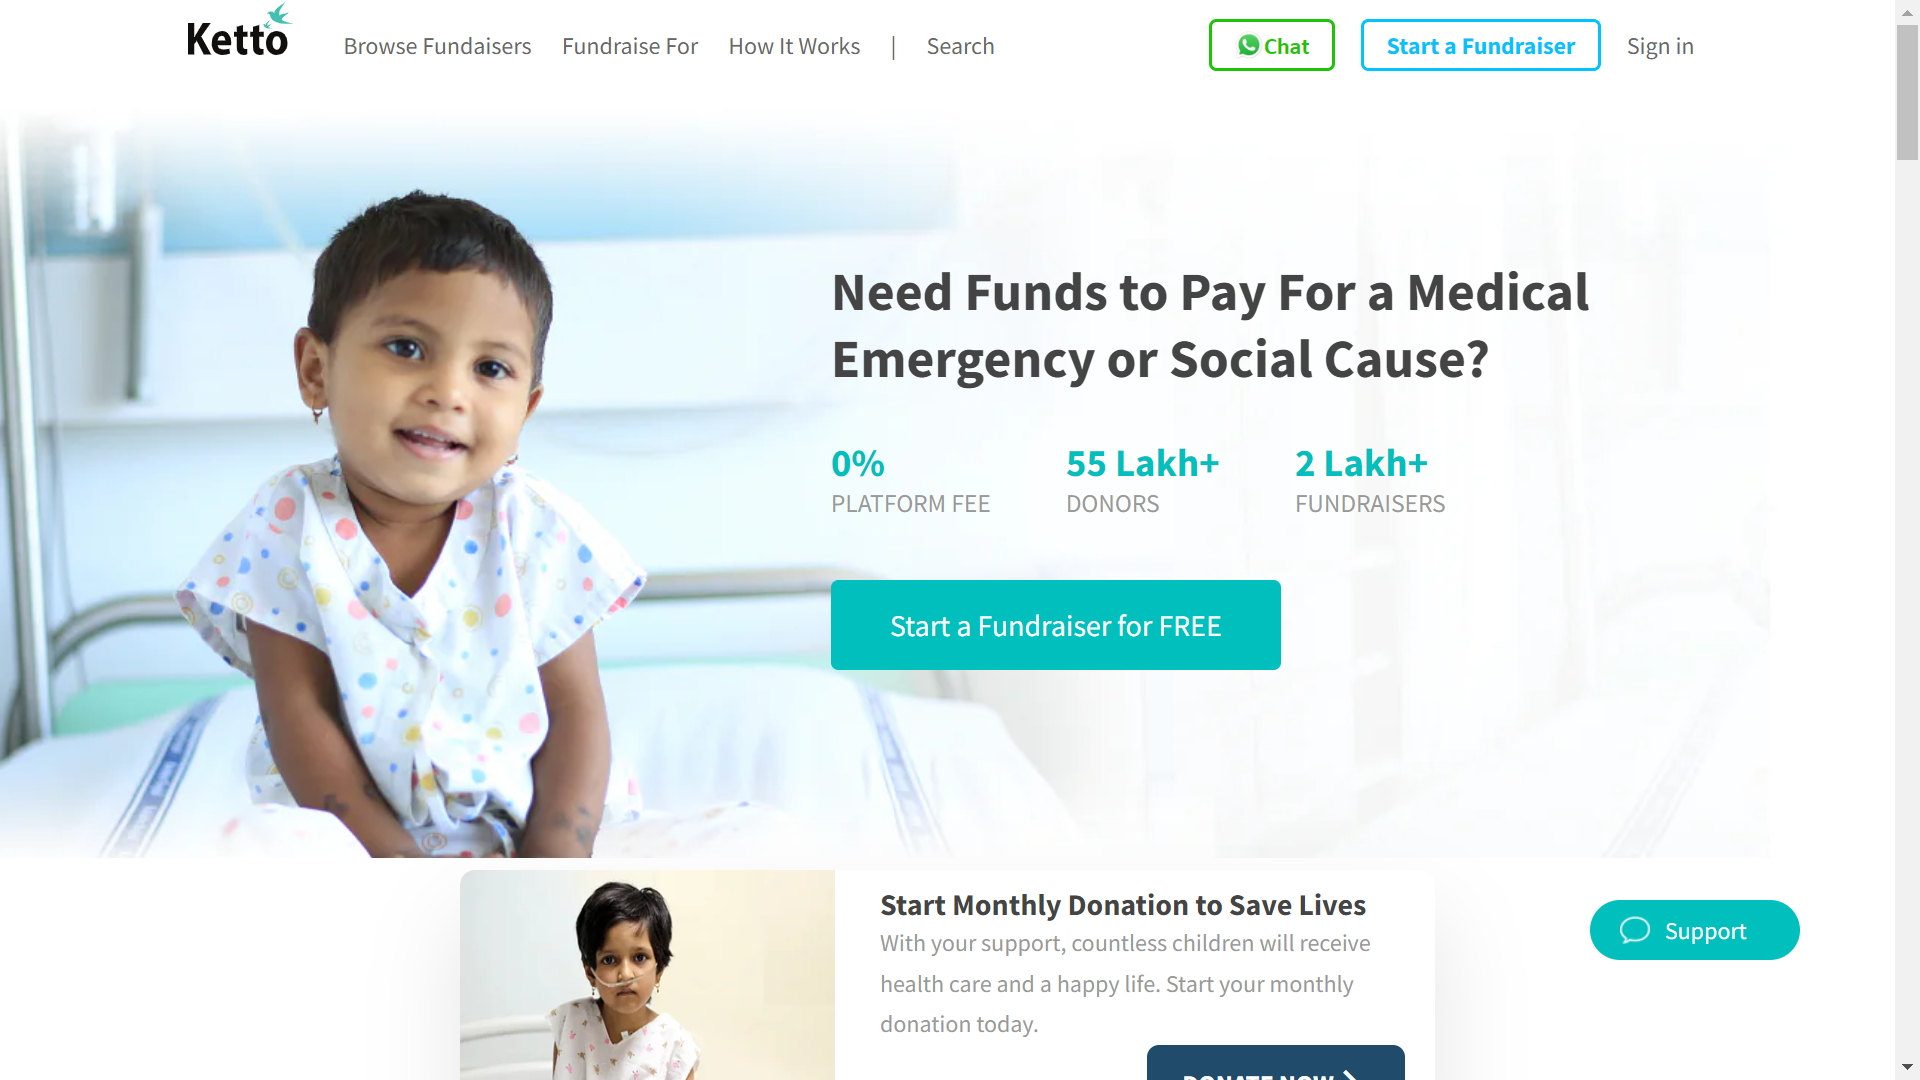 Ketto
Browse Fundaisers
Fundraise For
How It Works
|
Search
Chat
Start a Fundraiser
Sign in
Need Funds to Pay For a Medical
Emergency or Social Cause?
0%
PLATFORM FEE
55 Lakh+
DONORS
2 Lakh+
FUNDRAISERS
Start a Fundraiser for FREE
Start Monthly Donation to Save Lives
With your support, countless children will receive
health care and a happy life. Start your monthly
donation today.
DONATE NOW
Support